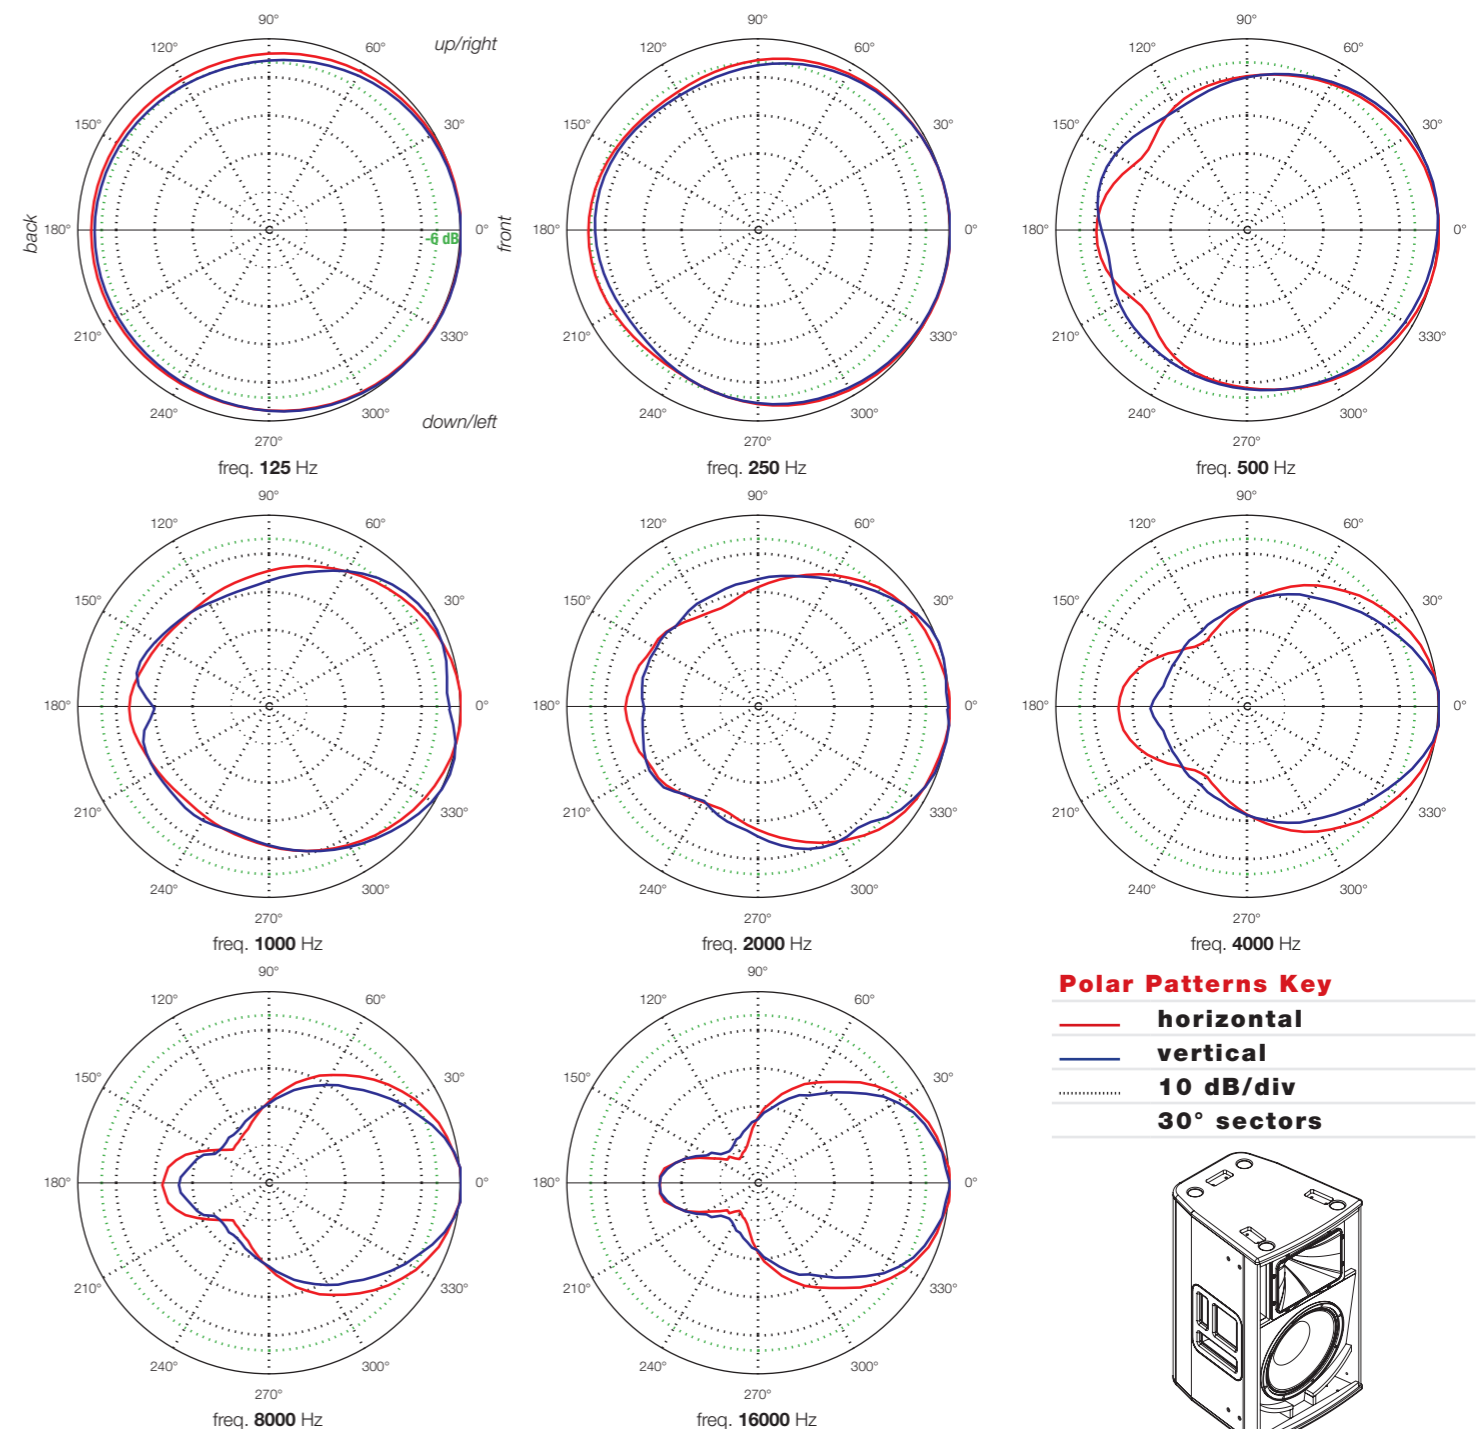 90° 90° 90°
120° 60° up/right 120° 60° 120° 60°
150° 30° 150° 30° 150° 30°
back 180° -6 dB 0° front 180° 0° 180° 0°
210° 330° 210° 330° 210° 330°
240° 300° down/left 240° 300° 240° 300°
270° 270° 270°
freq. 125 Hz freq. 250 Hz freq. 500 Hz
90° 90° 90°
120° 60° 120° 60° 120° 60°
150° 30° 150° 30° 150° 30°
180° 0° 180° 0° 180° 0°
210° 330° 210° 330° 210° 330°
240° 300° 240° 300° 240° 300°
270° 270° 270°
freq. 1000 Hz freq. 2000 Hz freq. 4000 Hz
90° 90°
120° 60° 120° 60°
150° 30° 150° 30°
180° 0° 180° 0°
210° 330° 210° 330°
240° 300° 240° 300°
270° 270°
freq. 8000 Hz freq. 16000 Hz
Polar Patterns Key
horizontal
vertical
10 dB/div
30° sectors